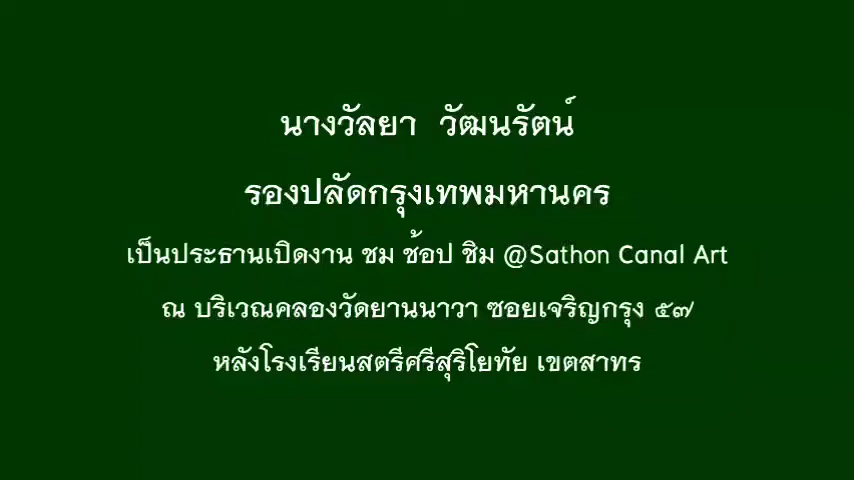 นางวัลยา วัฒนรัตน์
รองปลัดกรุงเทพมหานคร
เป็นประธานเปิดงาน ชม ช้อป ชิม @Sathon Canal Art
ณ บริเวณคลองวัดยานนาวา ซอยเจริญกรุง ๕๗
หลังโรงเรียนสตรีศรีสุริโยทัย เขตสาทร